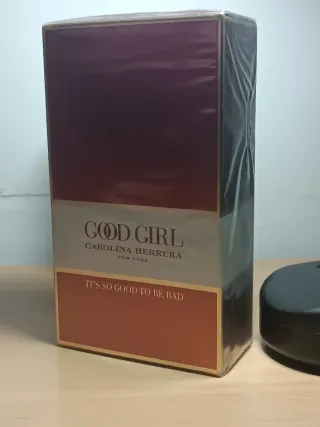 GOOD GIRL
CAROLINA HERRERA
NEW YORK
IT'S SO GOOD TO BE BAD